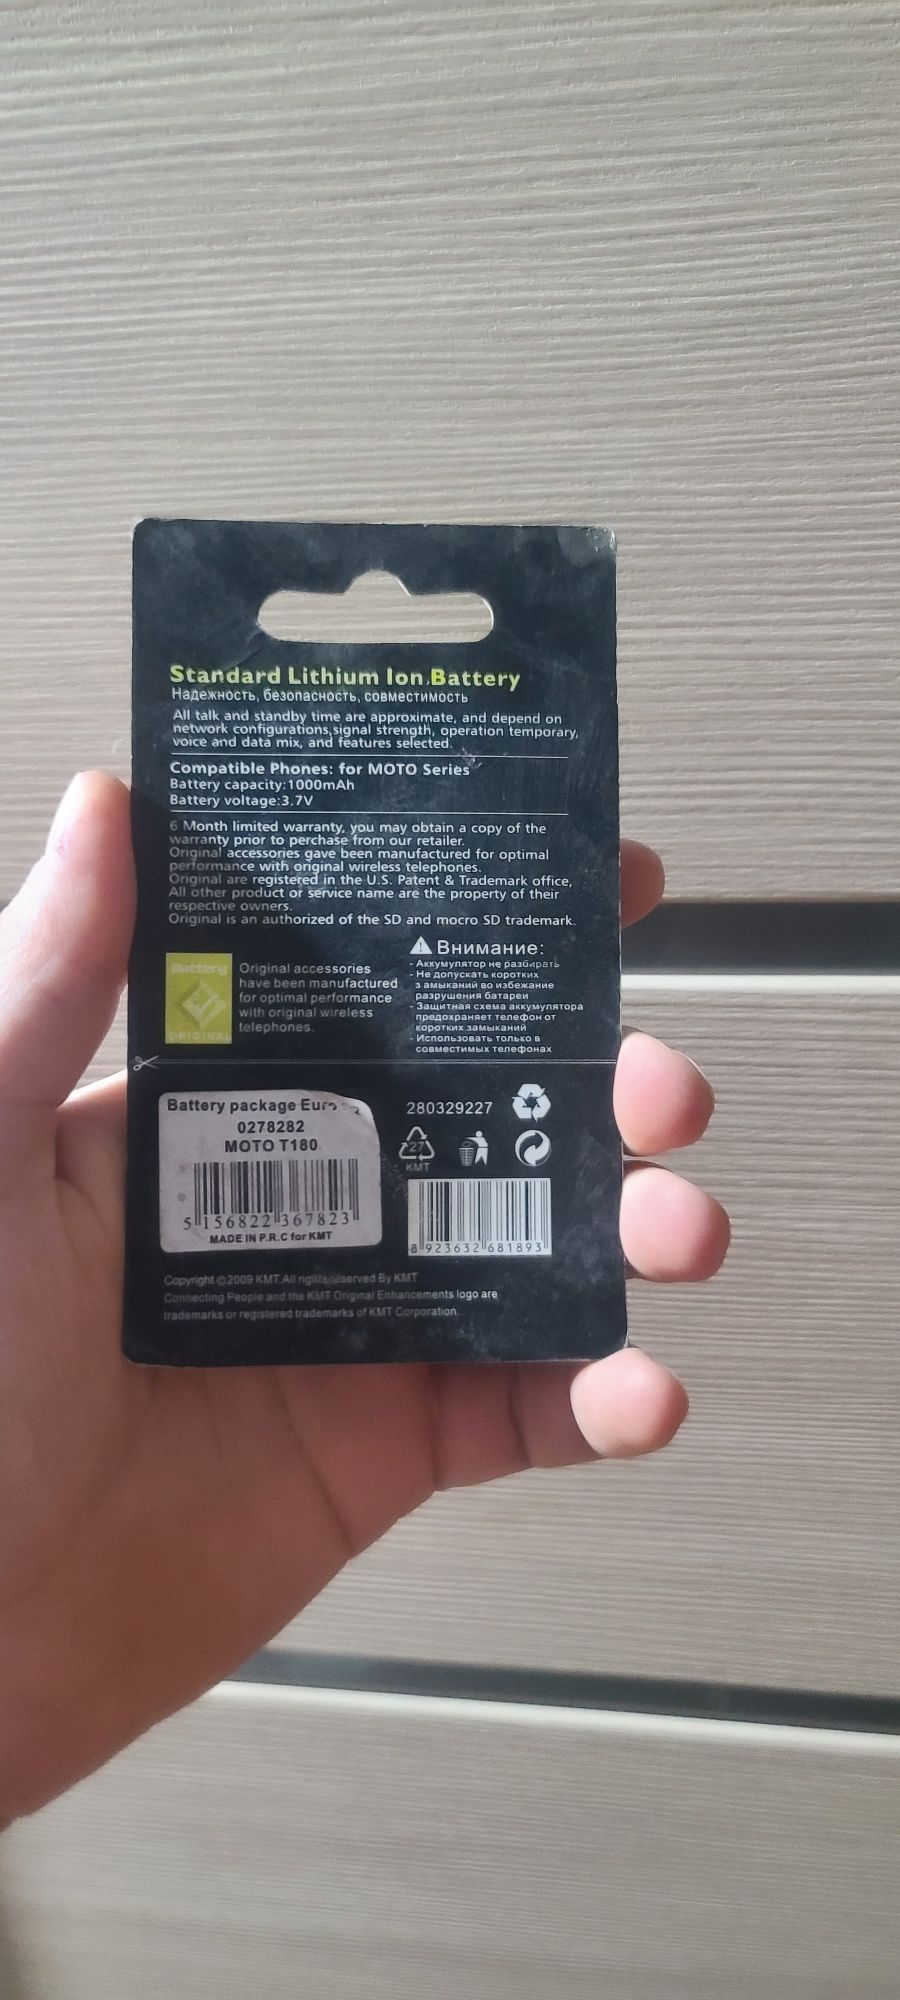 Standard Lithium Ion Battery
Надежность, безопасность, совместимость
All talk and standby time are approximate, and depend on
network configurations,signal strength, operation temporary,
voice and data mix, and features selected.
Compatible Phones: for MOTO Series
Battery capacity:1000mAh
Battery voltage:3.7V
6 Month limited warranty, you may obtain a copy of the
warranty prior to perchase from our retailer.
Original accessories gave been manufactured for optimal
performance with original wireless telephones.
Original are registered in the U.S. Patent & Trademark office,
All other product or service name are the property of their
respective owners.
Original is an authorized of the SD and mocro SD trademark.
Battery
ORIGINAL
Original accessories
have been manufactured
for optimal performance
with original wireless
telephones.
Внимание:
- Аккумулятор не разбирать
- Не допускать коротких
з амыканий во избежание
разрушения батареи
- Защитная схема аккумулятора
предохраняет телефон от
коротких замыканий
- Использовать только в
совместимых телефонах
Battery package
0278282
MOTO T180
5 156822 367823
MADE IN P.R.C for KMT
280329227
27
KMT
8 923632 681893
Copyright ©2009 KMT.All rights reserved By KMT
Connecting People and the KMT Original Enhancements logo are
trademarks or registered trademarks of KMT Corporation.